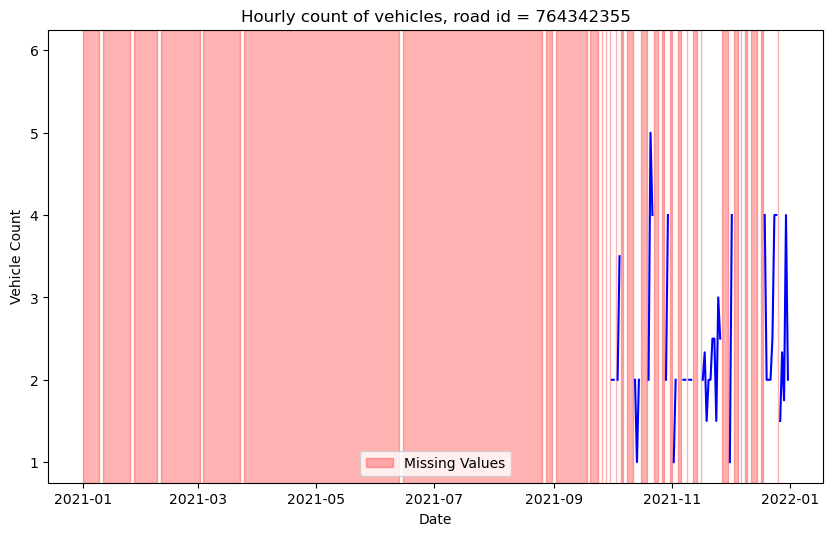 Hourly count of vehicles, road id = 764342355
6
5
4
3
2
1
Vehicle Count
Missing Values
2021-01 2021-03 2021-05 2021-07 2021-09 2021-11 2022-01
Date